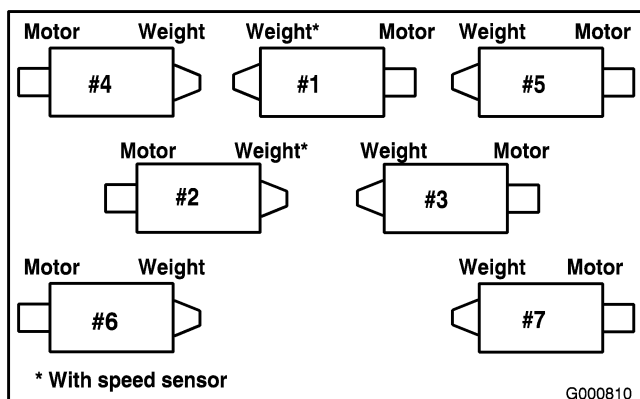 Motor Weight Weight* Motor Weight Motor
#4 #1 #5
Motor Weight* Weight Motor
#2 #3
Motor Weight Weight Motor
#6 #7
* With speed sensor
G000810